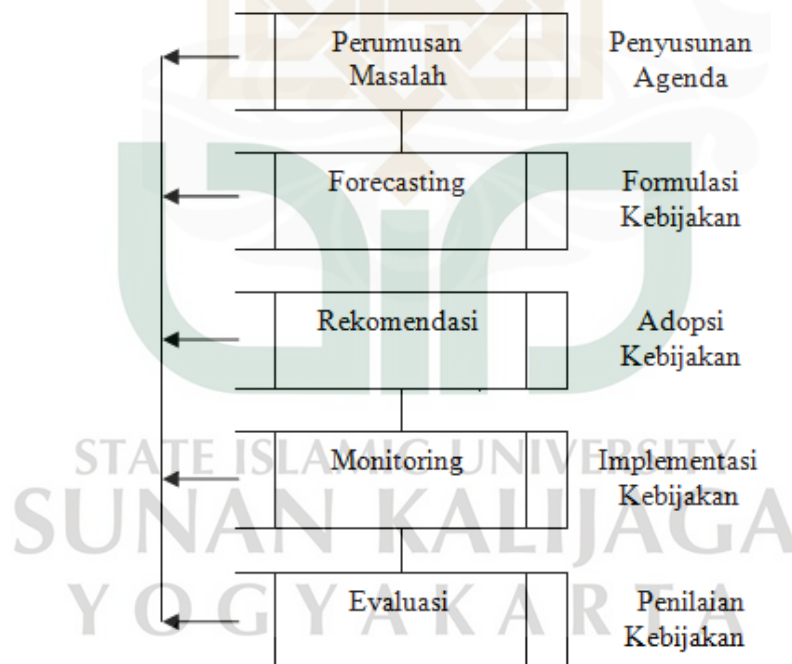 Perumusan
Masalah
Penyusunan
Agenda
Forecasting
Formulasi
Kebijakan
Rekomendasi
Adopsi
Kebijakan
STATE ISLAMIC UNIVERSITY
Monitoring
Implementasi
Kebijakan
SUNAN KALIJAGA
YOGYAKARTA
Evaluasi
Penilaian
Kebijakan